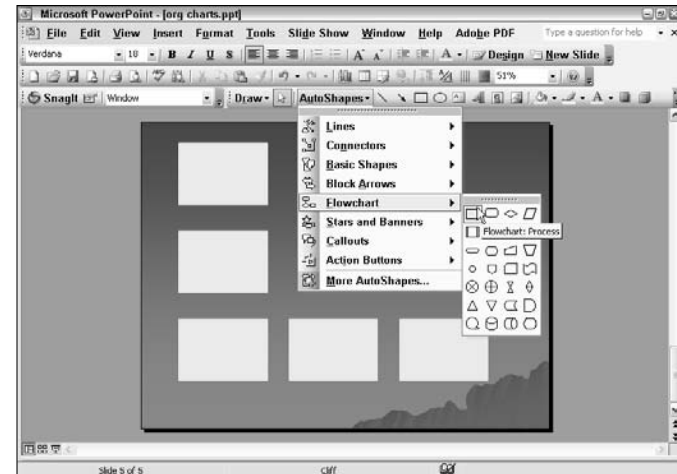 Microsoft PowerPoint - [org charts.ppt]
File Edit View Insert Format Tools Slide Show Window Help Adobe PDF Type a question for help
Verdana 10 B I U S A A A Design New Slide
51%
SnagIt Window Draw AutoShapes A
Lines
Connectors
Basic Shapes
Block Arrows
Flowchart
Stars and Banners
Callouts
Action Buttons
More AutoShapes...
Flowchart: Process
Slide 5 of 5 Cliff